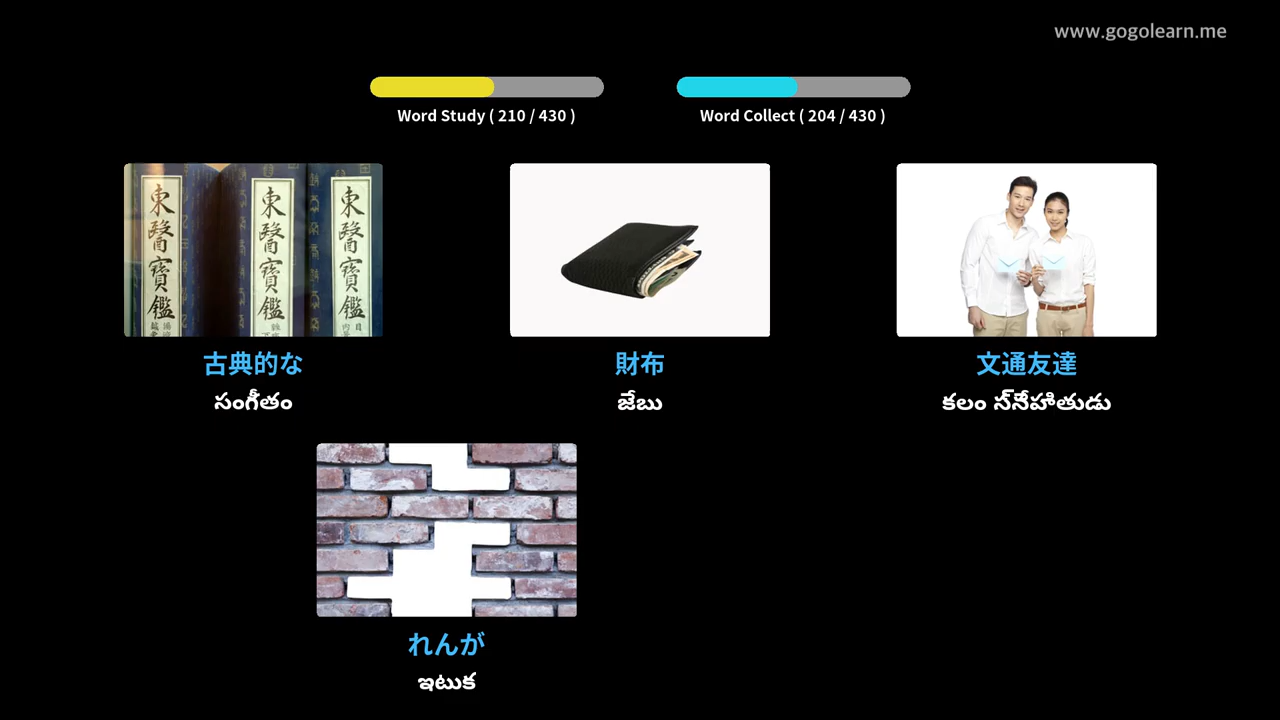 www.gogolearn.me
Word Study ( 210 / 430 )
Word Collect ( 204 / 430 )
東醫寶鑑
東醫寶鑑
東醫寶鑑
古典的な
財布
文通友達
సంగీతం
జేబు
కలం స్నేహితుడు
れんが
ఇటుక